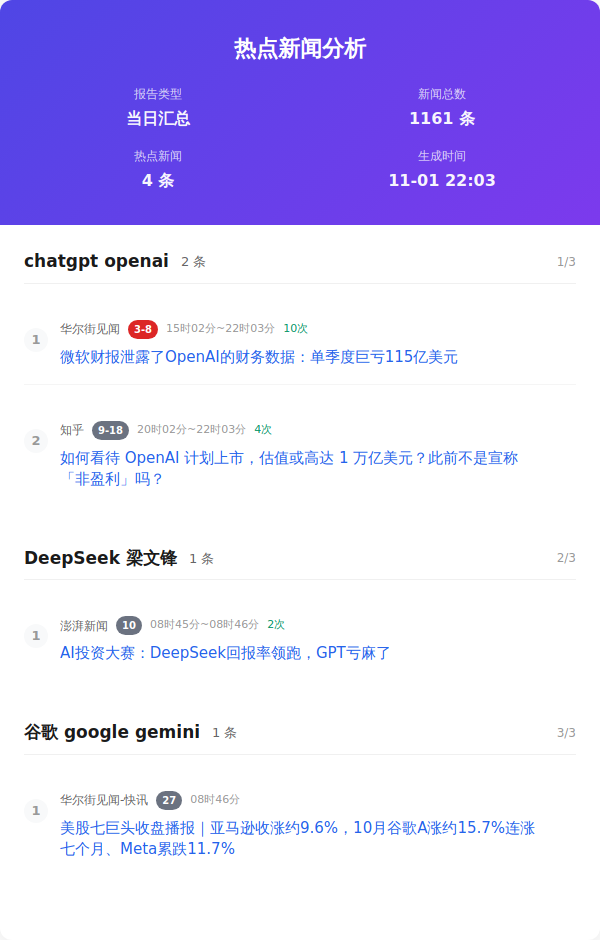 热点新闻分析
报告类型
当日汇总
新闻总数
1161 条
热点新闻
4 条
生成时间
11-01 22:03
chatgpt openai 2 条 1/3
1
华尔街见闻 3-8 15时02分~22时03分 10次
微软财报泄露了OpenAI的财务数据：单季度巨亏115亿美元
2
知乎 9-18 20时02分~22时03分 4次
如何看待 OpenAI 计划上市，估值或高达 1 万亿美元？此前不是宣称
「非盈利」吗？
DeepSeek 梁文锋 1 条 2/3
1
澎湃新闻 10 08时45分~08时46分 2次
AI投资大赛：DeepSeek回报率领跑，GPT亏麻了
谷歌 google gemini 1 条 3/3
1
华尔街见闻-快讯 27 08时46分
美股七巨头收盘播报｜亚马逊收涨约9.6%，10月谷歌A涨约15.7%连涨
七个月、Meta累跌11.7%